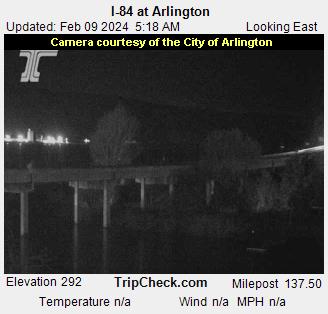 I-84 at Arlington
Updated: Feb 09 2024 5:18 AM Looking East
Camera courtesy of the City of Arlington
Elevation 292 TripCheck.com Milepost 137.50
Temperature n/a Wind n/a MPH n/a